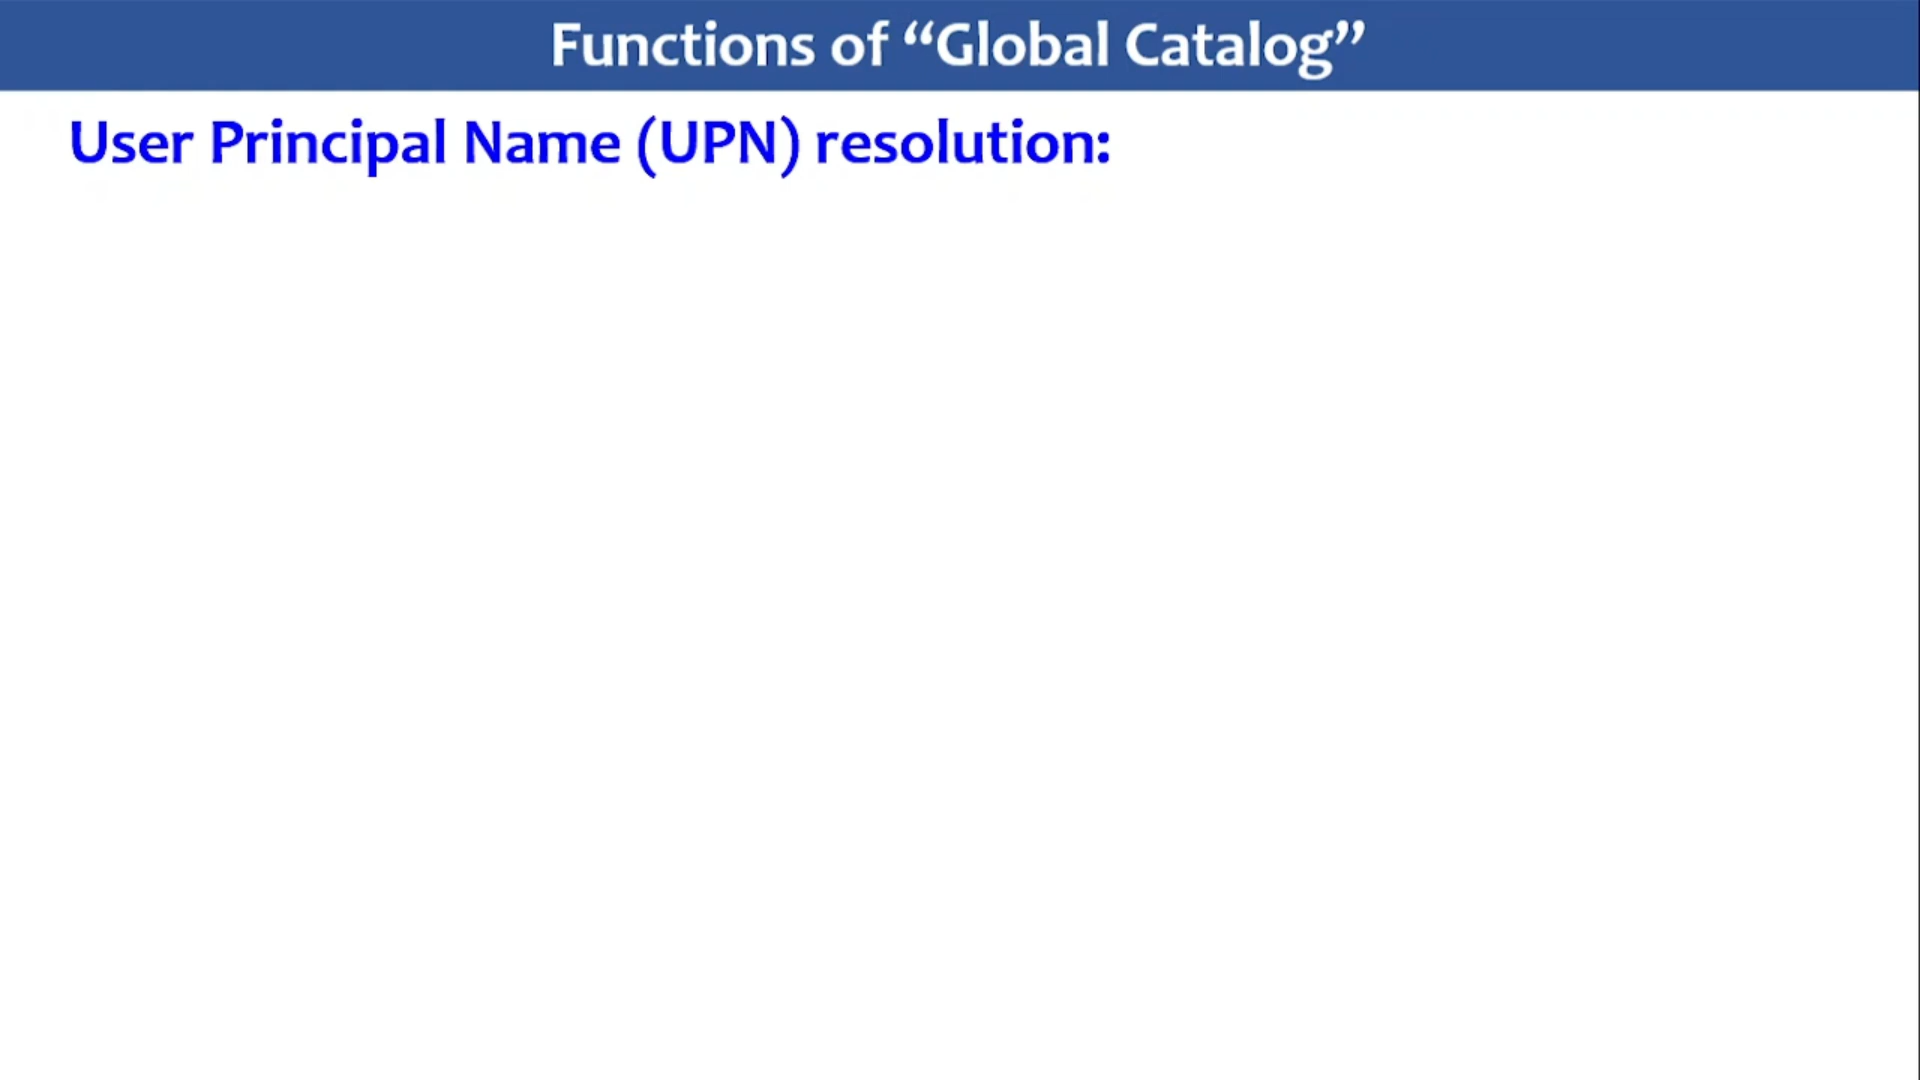 Functions of “Global Catalog”
User Principal Name (UPN) resolution: